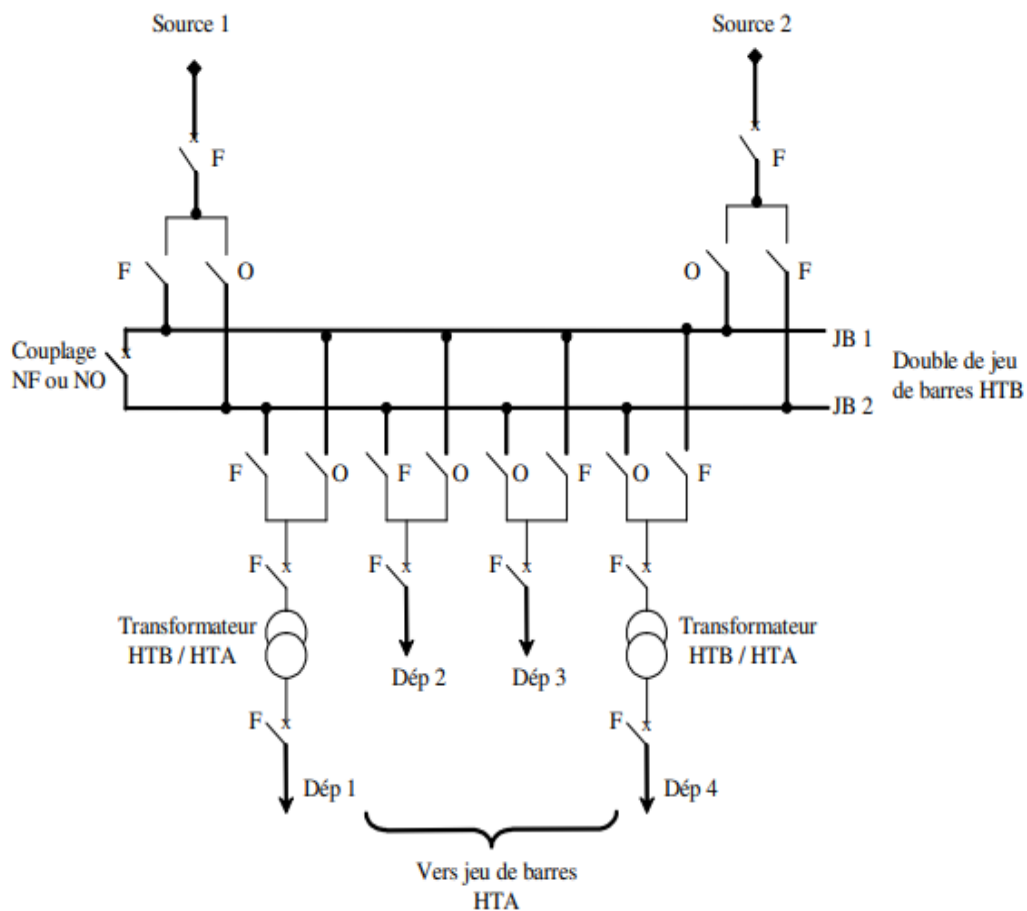 Source 1
Source 2
F
F
F
O
O
F
JB 1
Couplage
NF ou NO
Double de jeu
de barres HTB
JB 2
F
O
F
O
O
F
O
F
F
F
F
F
Transformateur
HTB / HTA
Transformateur
HTB / HTA
Dép 2
Dép 3
F
F
Dép 1
Dép 4
Vers jeu de barres
HTA